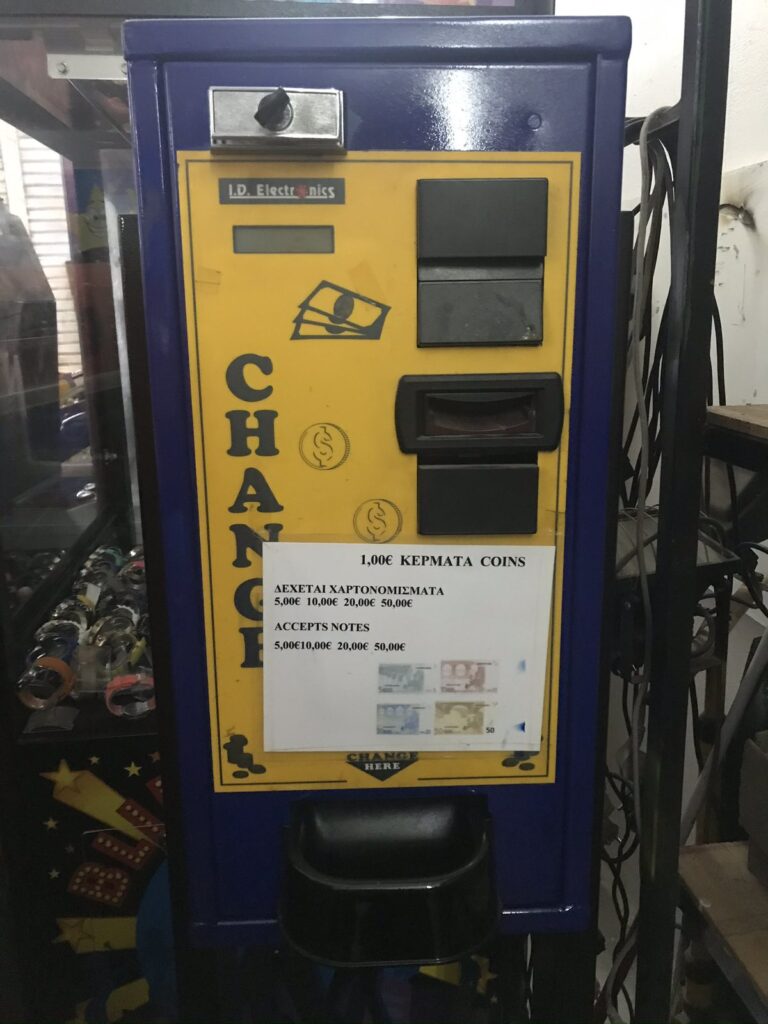 I.D. Electronics
CHANGE
1,00€ ΚΕΡΜΑΤΑ COINS
ΔΕΧΕΤΑΙ ΧΑΡΤΟΝΟΜΙΣΜΑΤΑ
5,00€ 10,00€ 20,00€ 50,00€
ACCEPTS NOTES
5,00€10,00€ 20,00€ 50,00€
50
CHANGE
HERE